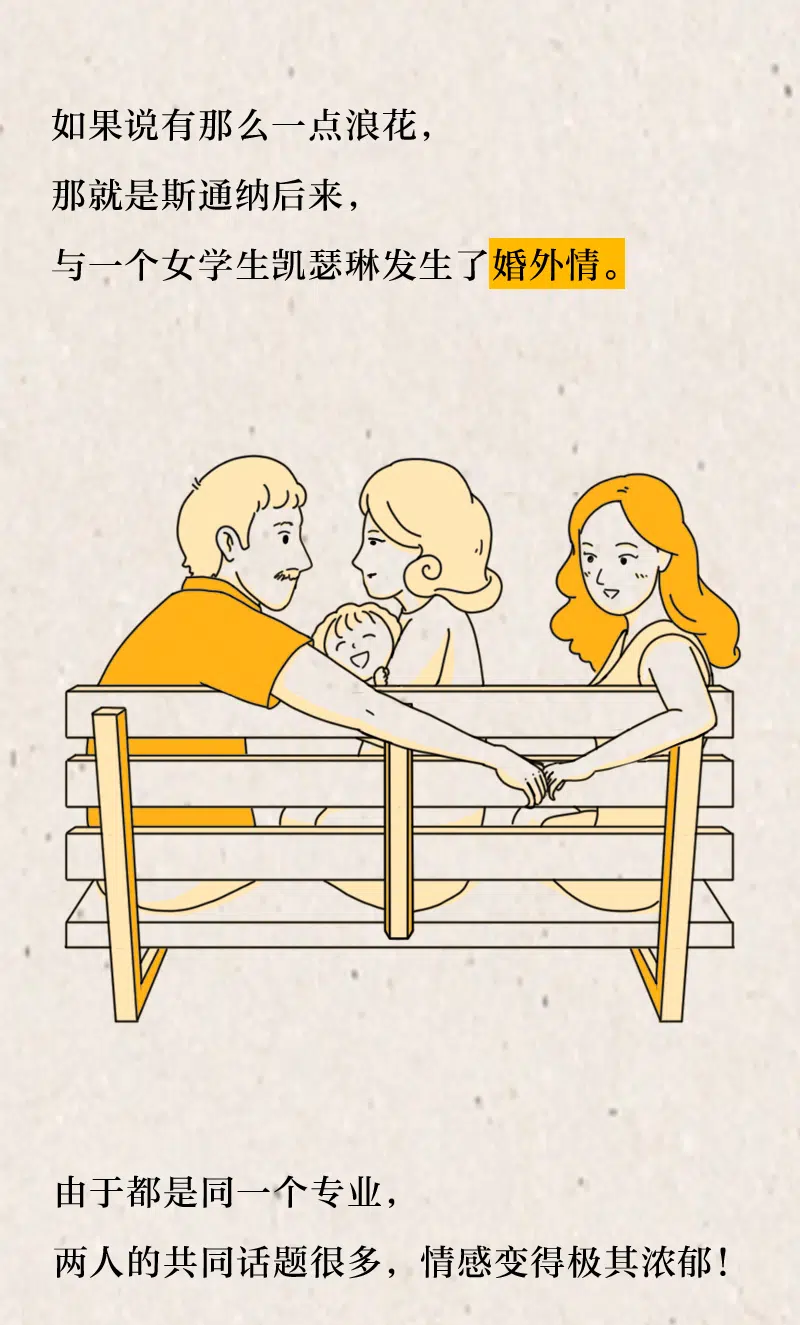 如果说有那么一点浪花，
那就是斯通纳后来，
与一个女学生凯瑟琳发生了婚外情。
由于都是同一个专业，
两人的共同话题很多，情感变得极其浓郁！